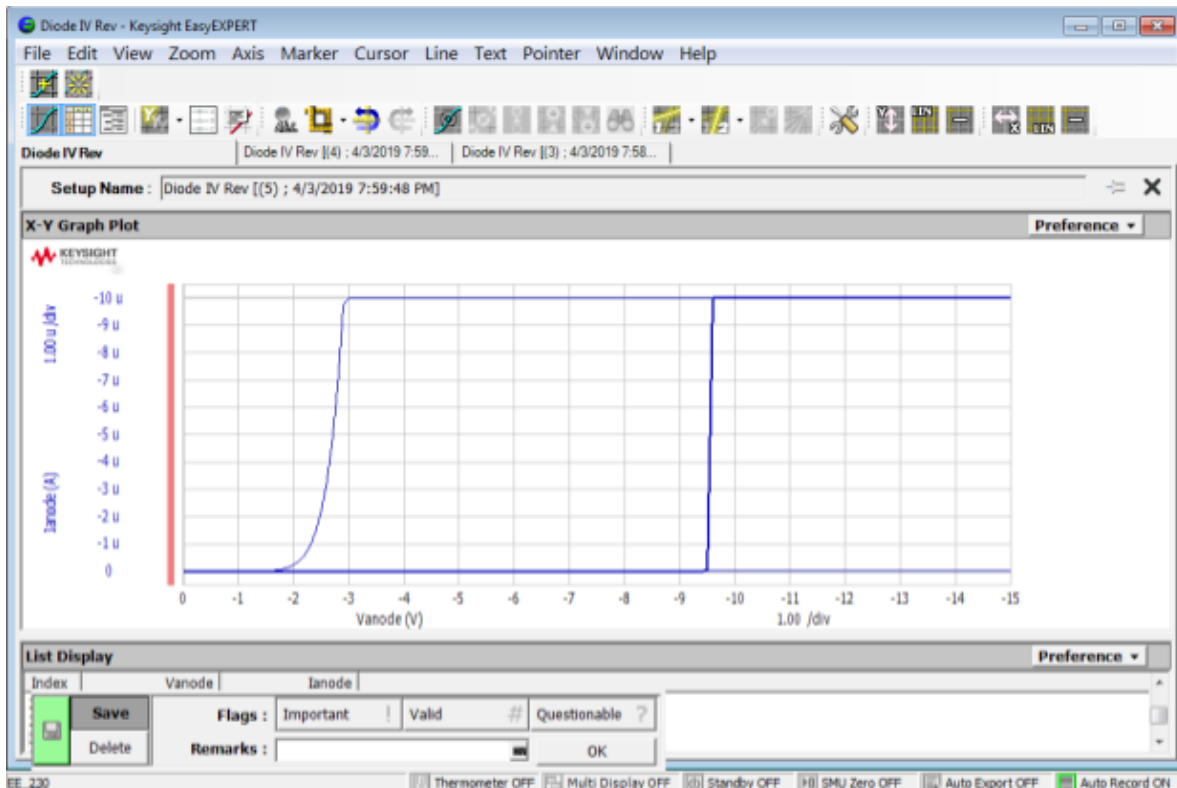 Diode IV Rev - Keysight EasyEXPERT
File Edit View Zoom Axis Marker Cursor Line Text Pointer Window Help
Diode IV Rev
Diode IV Rev [(4) ; 4/3/2019 7:59...
Diode IV Rev [(3) ; 4/3/2019 7:58...
Setup Name : Diode IV Rev [(5) ; 4/3/2019 7:59:48 PM]
X-Y Graph Plot
Preference
KEYSIGHT
TECHNOLOGIES
1.00 u /div
Ianode (A)
-10 u
-9 u
-8 u
-7 u
-6 u
-5 u
-4 u
-3 u
-2 u
-1 u
0
0 -1 -2 -3 -4 -5 -6 -7 -8 -9 -10 -11 -12 -13 -14 -15
Vanode (V) 1.00 /div
List Display
Preference
Index Vanode Ianode
Save Flags : Important ! Valid # Questionable ?
Delete Remarks : OK
EE_230 Thermometer OFF Multi Display OFF Standby OFF SMU Zero OFF Auto Export OFF Auto Record ON